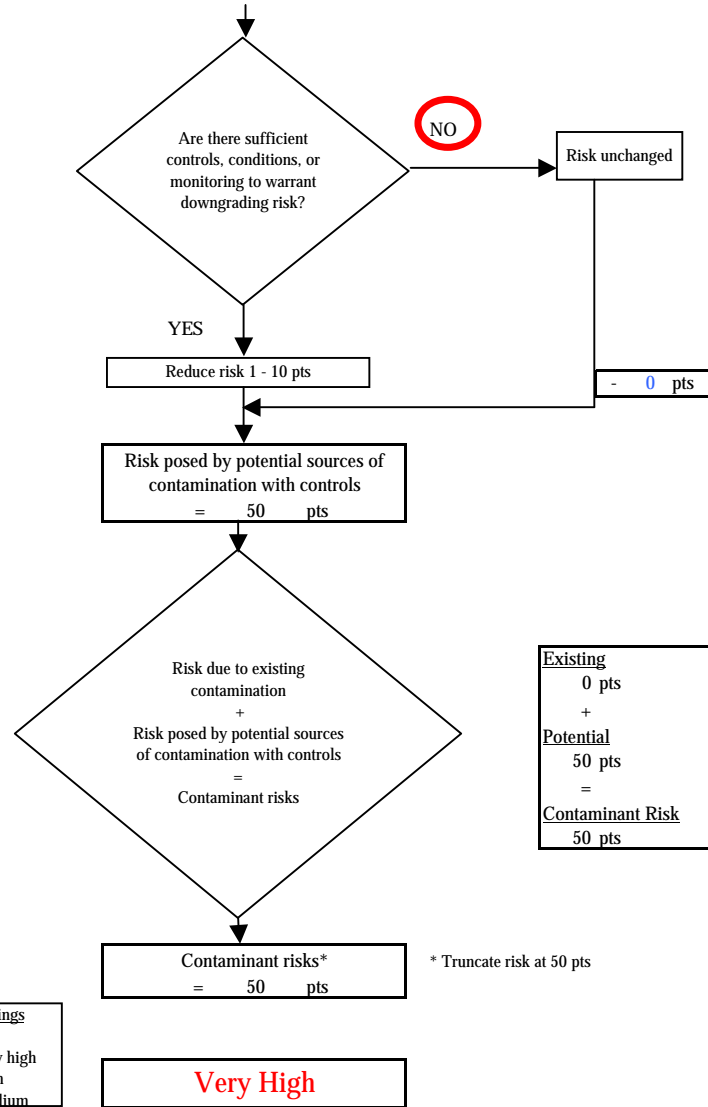 Are there sufficient
controls, conditions, or
monitoring to warrant
downgrading risk?
NO
Risk unchanged
YES
Reduce risk 1 - 10 pts
- 0 pts
Risk posed by potential sources of
contamination with controls
= 50 pts
Risk due to existing
contamination
+
Risk posed by potential sources
of contamination with controls
=
Contaminant risks
Existing
0 pts
+
Potential
50 pts
=
Contaminant Risk
50 pts
Contaminant risks*
= 50 pts
* Truncate risk at 50 pts
high
Very High